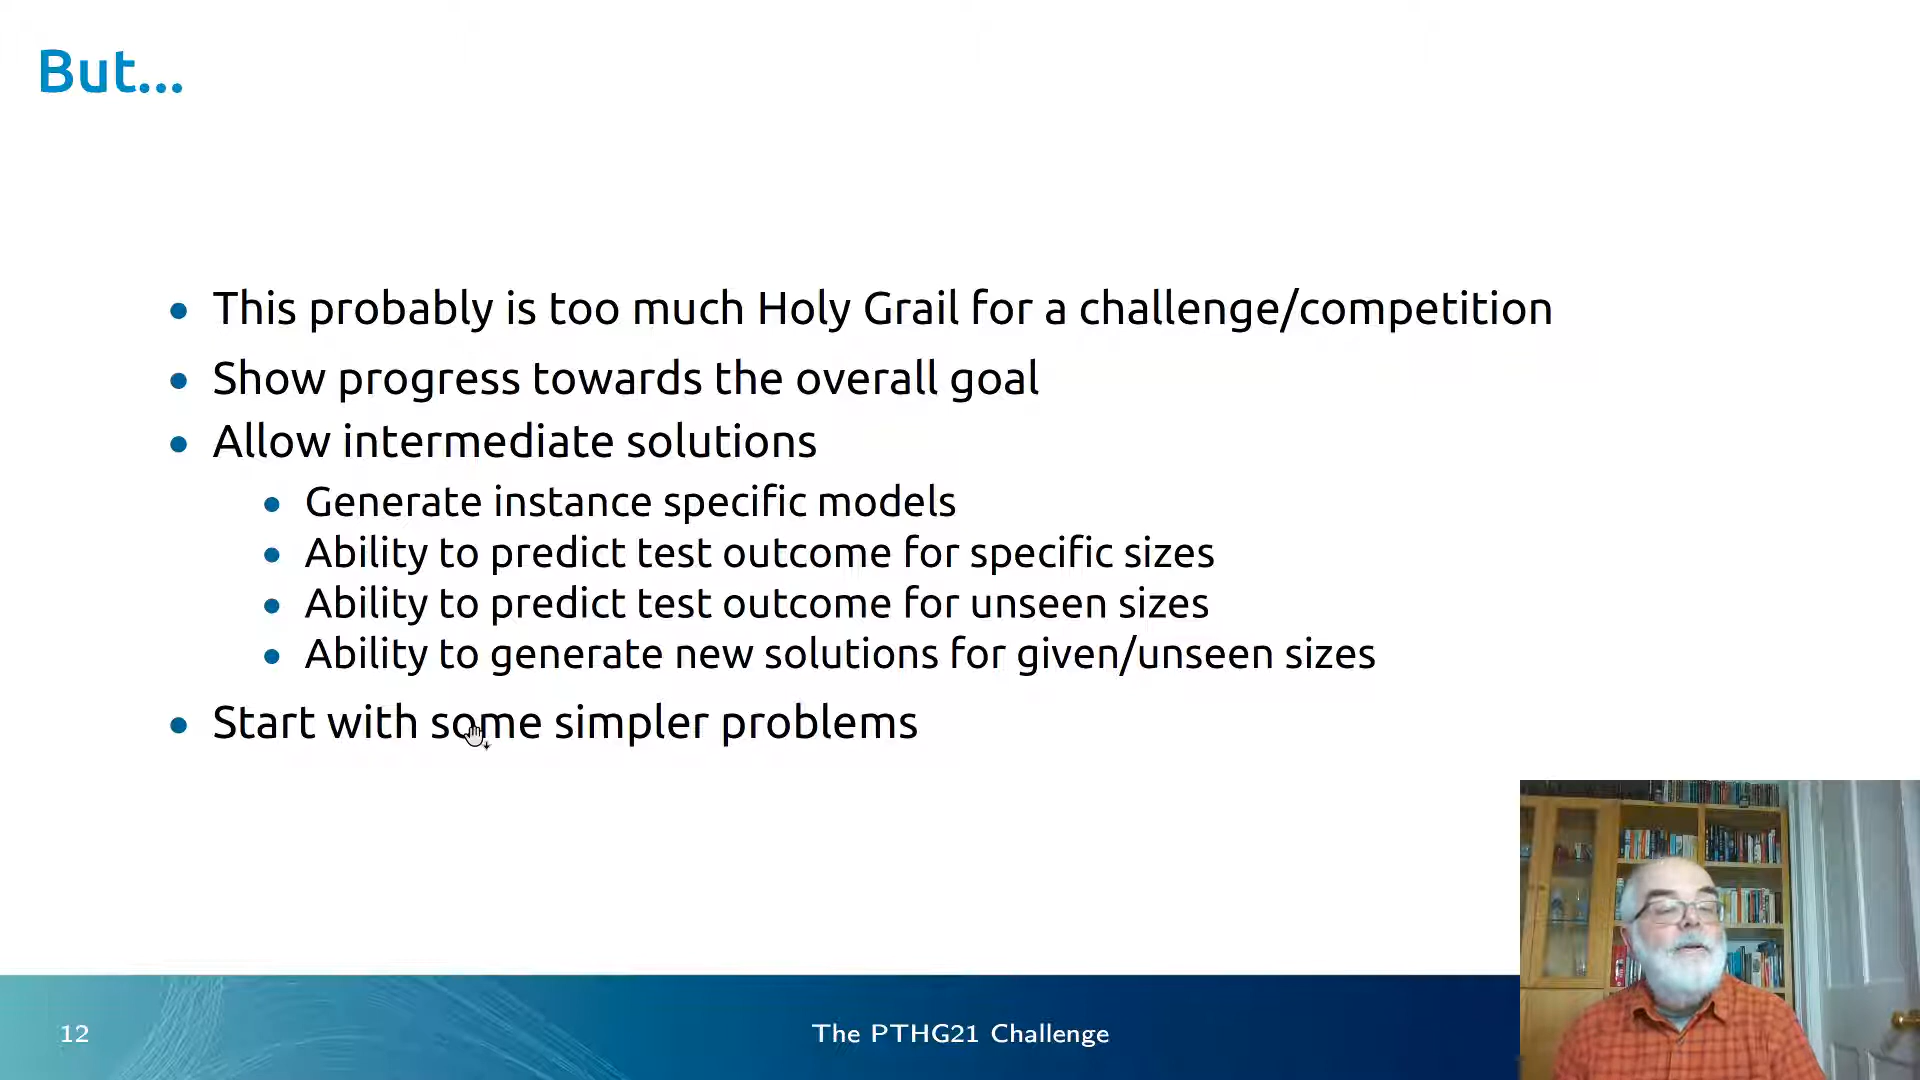 But...
• This probably is too much Holy Grail for a challenge/competition
• Show progress towards the overall goal
• Allow intermediate solutions
• Generate instance specific models
• Ability to predict test outcome for specific sizes
• Ability to predict test outcome for unseen sizes
• Ability to generate new solutions for given/unseen sizes
• Start with some simpler problems
12
The PTHG21 Challenge